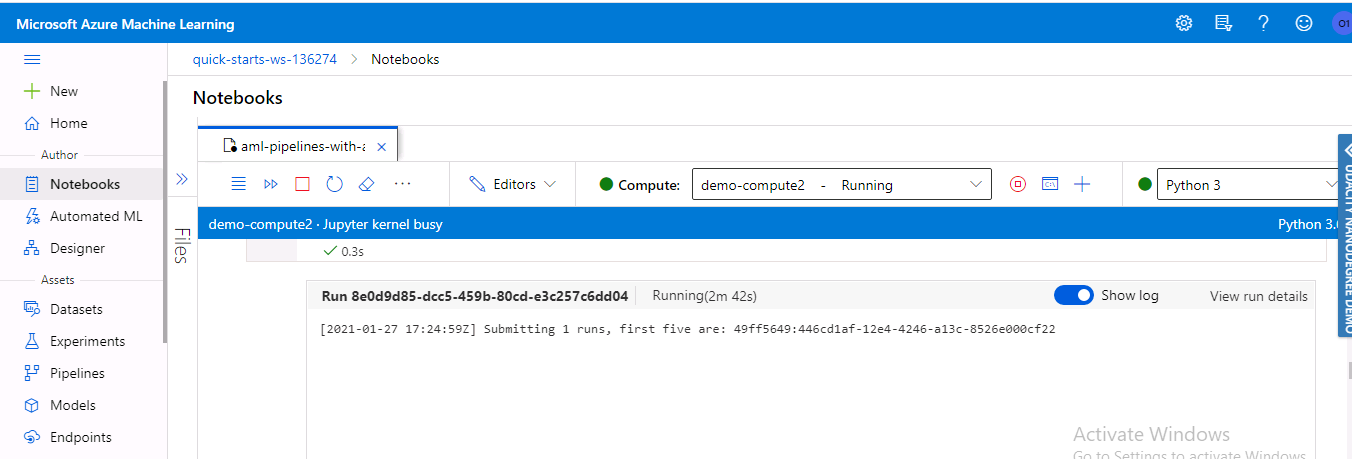 Microsoft Azure Machine Learning
quick-starts-ws-136274 > Notebooks
New
Home
Author
Notebooks
Automated ML
Designer
Assets
Datasets
Experiments
Pipelines
Models
Endpoints
Notebooks
Files
aml-pipelines-with-a
Editors
Compute: demo-compute2 - Running
Python 3
demo-compute2 · Jupyter kernel busy
Python 3.
0.3s
Run 8e0d9d85-dcc5-459b-80cd-e3c257c6dd04 Running(2m 42s) Show log View run details
[2021-01-27 17:24:59Z] Submitting 1 runs, first five are: 49ff5649:446cd1af-12e4-4246-a13c-8526e000cf22
UDACITY NANODEGREE DEMO
Activate Windows
Go to Settings to activate Windows